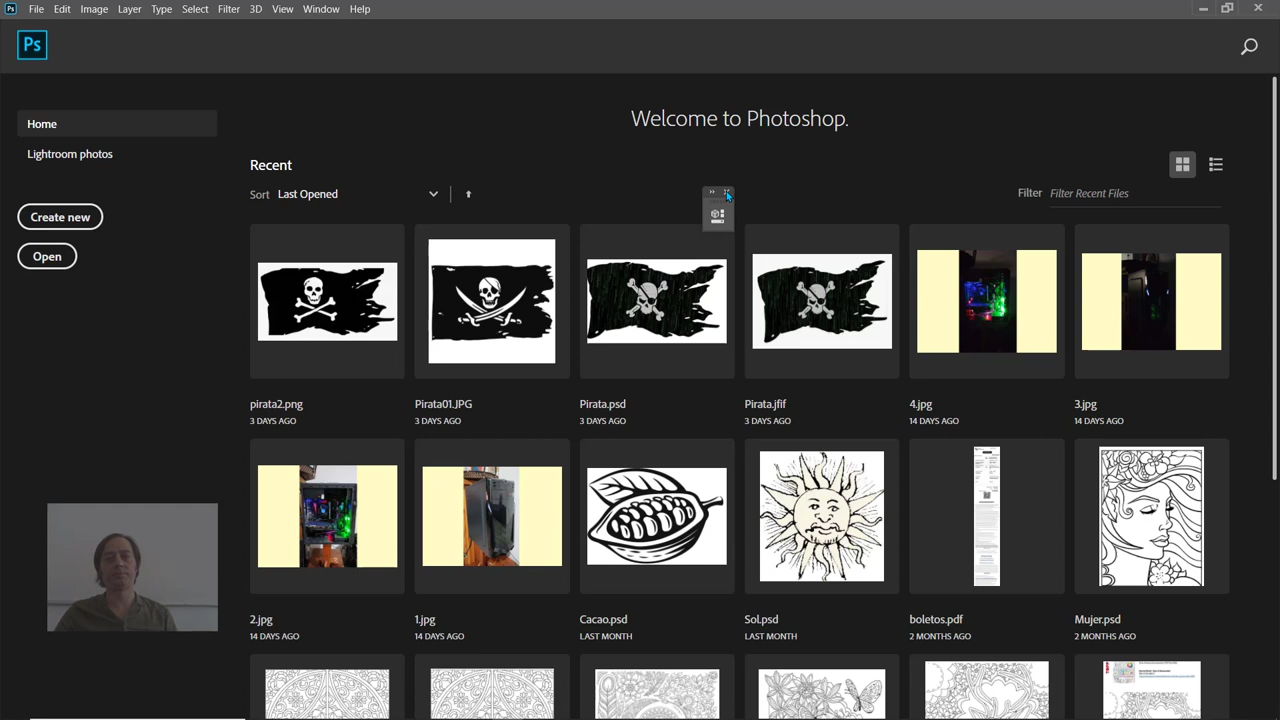 Ps File Edit Image Layer Type Select Filter 3D View Window Help
Ps
Home
Lightroom photos
Create new
Open
Welcome to Photoshop.
Recent
Sort Last Opened
Filter Filter Recent Files
pirata2.png
3 DAYS AGO
Pirata01.JPG
3 DAYS AGO
Pirata.psd
3 DAYS AGO
Pirata.jfif
3 DAYS AGO
4.jpg
14 DAYS AGO
3.jpg
14 DAYS AGO
2.jpg
14 DAYS AGO
1.jpg
14 DAYS AGO
Cacao.psd
LAST MONTH
Sol.psd
LAST MONTH
boletos.pdf
2 MONTHS AGO
Mujer.psd
2 MONTHS AGO